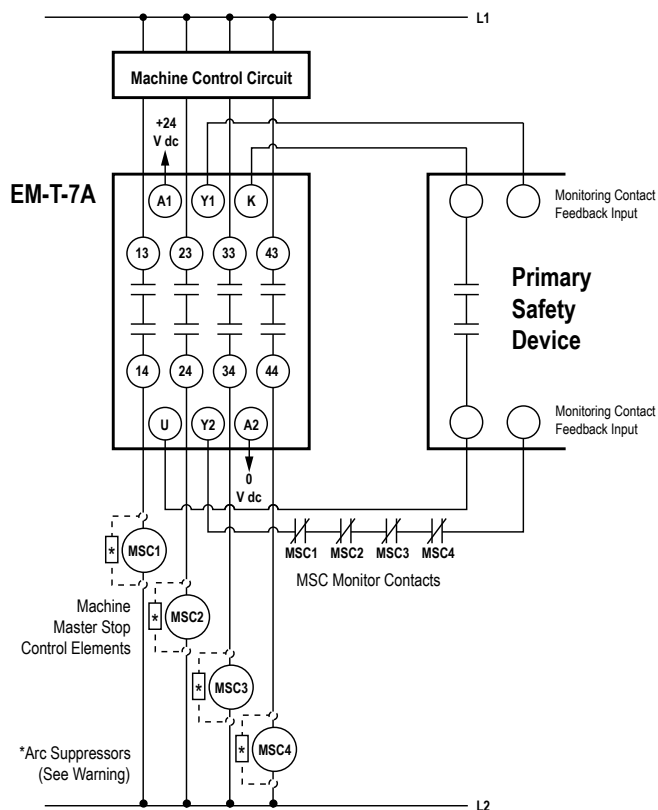 L1
Machine Control Circuit
+24
V dc
EM-T-7A
A1 Y1 K
Monitoring Contact
Feedback Input
13 23 33 43
Primary
Safety
Device
14 24 34 44
Monitoring Contact
Feedback Input
U Y2 A2
0
V dc
MSC1 MSC2 MSC3 MSC4
MSC Monitor Contacts
* MSC1
Machine
Master Stop
Control Elements
* MSC2
* MSC3
* MSC4
*Arc Suppressors
(See Warning)
L2